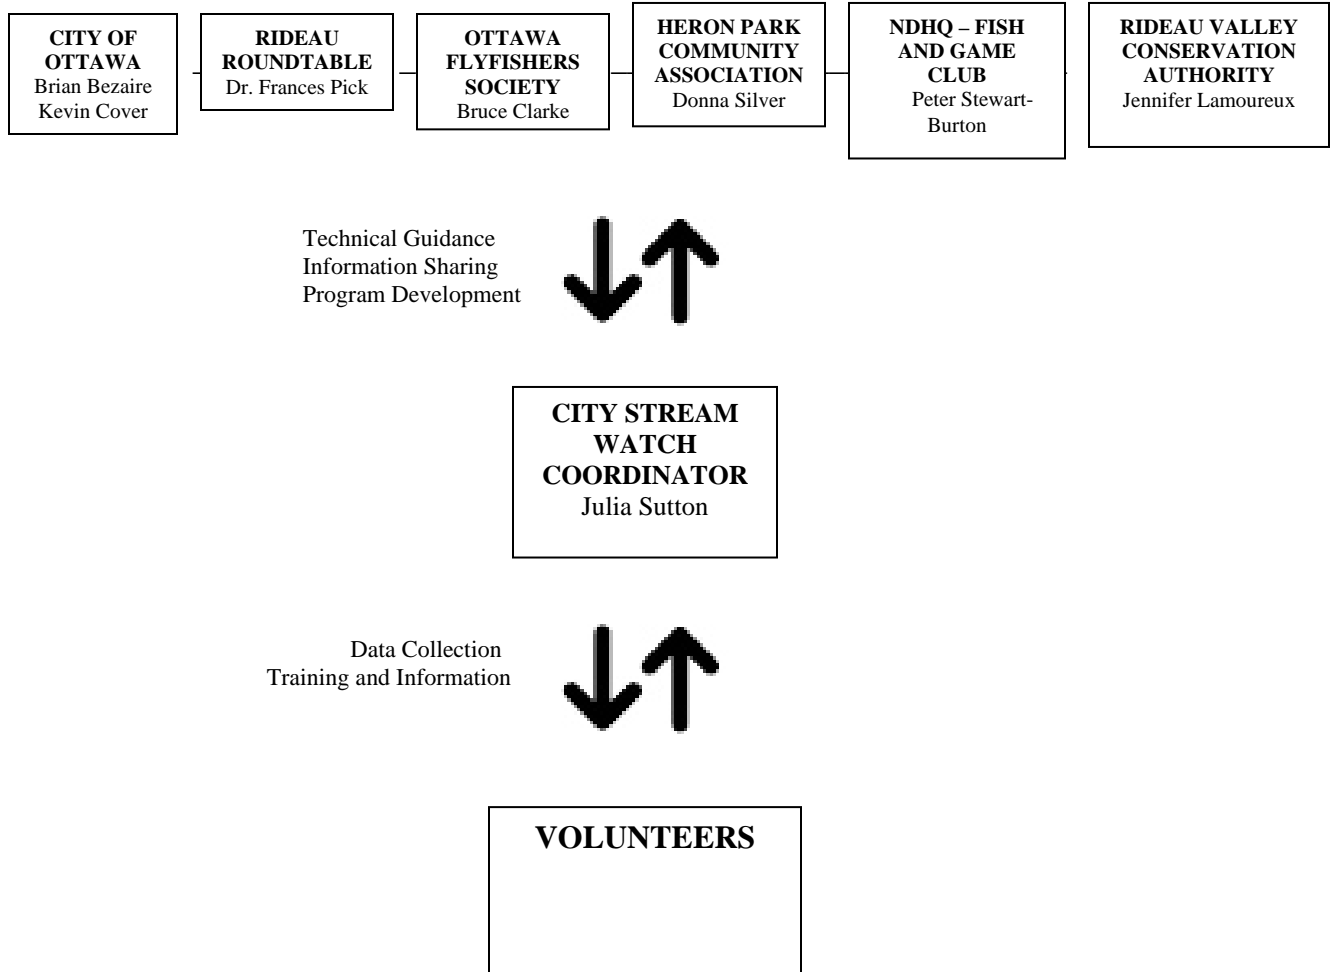 CITY OF
OTTAWA
Brian Bezaire
Kevin Cover
RIDEAU
ROUNDTABLE
Dr. Frances Pick
OTTAWA
FLYFISHERS
SOCIETY
Bruce Clarke
HERON PARK
COMMUNITY
ASSOCIATION
Donna Silver
NDHQ – FISH
AND GAME
CLUB
Peter Stewart-
Burton
RIDEAU VALLEY
CONSERVATION
AUTHORITY
Jennifer Lamoureux
Technical Guidance
Information Sharing
Program Development
CITY STREAM
WATCH
COORDINATOR
Julia Sutton
Data Collection
Training and Information
VOLUNTEERS